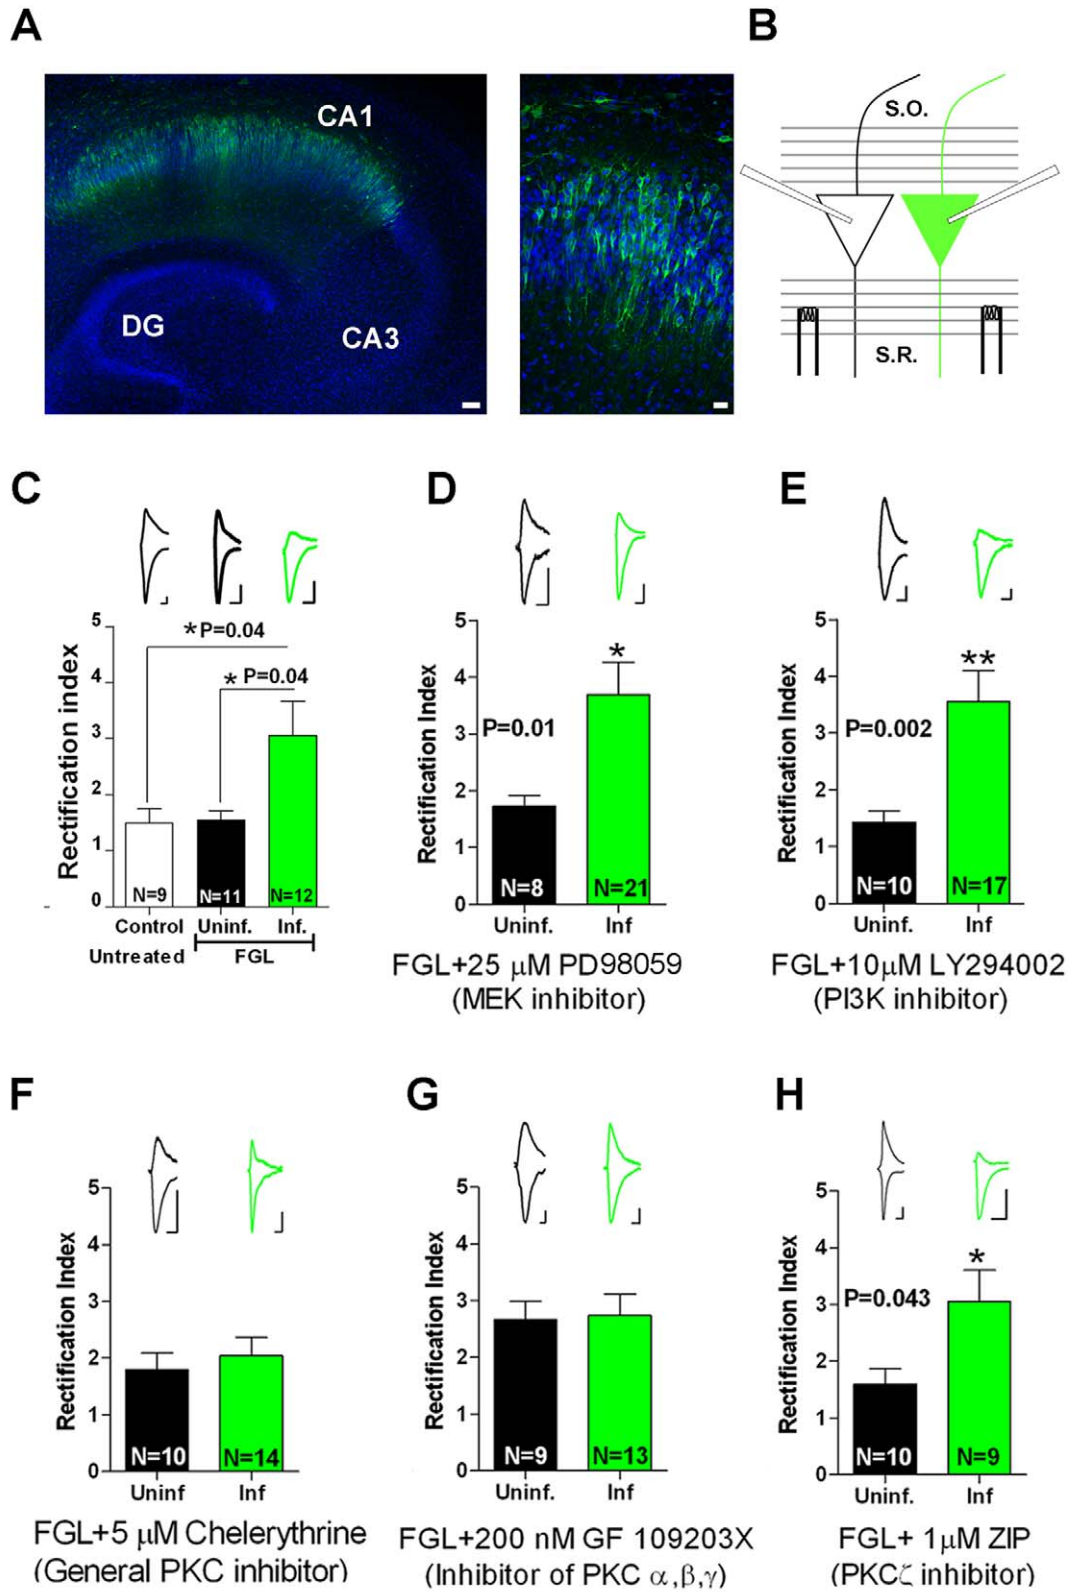 A
B
CA1
DG
CA3
S.O.
S.R.
C
D
E
Rectification index
5
4
3
2
1
0
*P=0.04
* P=0.04
N=9
N=11
N=12
Control
Uninf.
Inf.
Untreated
FGL
Rectification Index
5
4
3
2
1
0
P=0.01
*
N=8
N=21
Uninf.
Inf
FGL+25 μM PD98059
(MEK inhibitor)
Rectification Index
5
4
3
2
1
0
P=0.002
**
N=10
N=17
Uninf.
Inf
FGL+10μM LY294002
(PI3K inhibitor)
F
G
H
Rectification Index
5
4
3
2
1
0
N=10
N=14
Uninf
Inf
FGL+5 μM Chelerythrine
(General PKC inhibitor)
Rectification Index
5
4
3
2
1
0
N=9
N=13
Uninf.
Inf
FGL+200 nM GF 109203X
(Inhibitor of PKC α,β,γ)
Rectification Index
5
4
3
2
1
0
P=0.043
*
N=10
N=9
Uninf.
Inf
FGL+ 1μM ZIP
(PKCζ inhibitor)